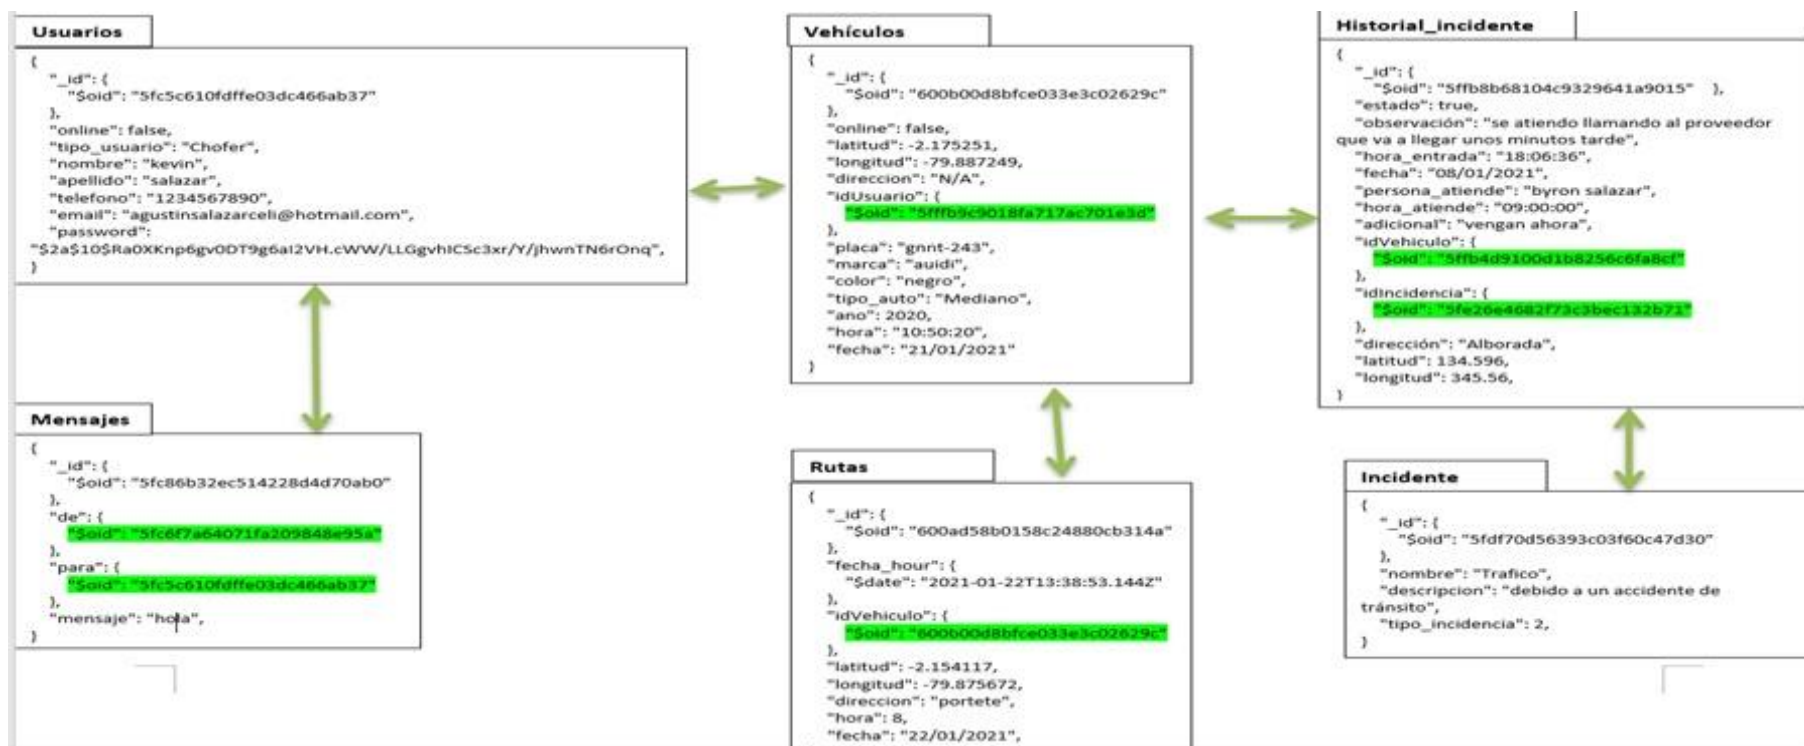 Usuarios
{
"_id": {
"$oid": "5fc5c610fdffe03dc466ab37"
},
"online": false,
"tipo_usuario": "Chofer",
"nombre": "kevin",
"apellido": "salazar",
"telefono": "1234567890",
"email": "agustinsalazarceli@hotmail.com",
"password":
"$2a$10$Ra0XKnp6gv0DT9g6aI2VH.cWW/LLGgvhICSc3xr/Y/jhwnTN6rOnq",
}
Mensajes
{
"_id": {
"$oid": "5fc86b32ec514228d4d70ab0"
},
"de": {
"$oid": "5fc6f7a64071fa209848e95a"
},
"para": {
"$oid": "5fc5c610fdffe03dc466ab37"
},
"mensaje": "hola",
}
Vehículos
{
"_id": {
"$oid": "600b00d8bfce033e3c02629c"
},
"online": false,
"latitud": -2.175251,
"longitud": -79.887249,
"direccion": "N/A",
"idUsuario": {
"$oid": "5fffb9c9018fa717ac701e3d"
},
"placa": "gnnt-243",
"marca": "auidi",
"color": "negro",
"tipo_auto": "Mediano",
"ano": 2020,
"hora": "10:50:20",
"fecha": "21/01/2021"
}
Rutas
{
"_id": {
"$oid": "600ad58b0158c24880cb314a"
},
"fecha_hour": {
"$date": "2021-01-22T13:38:53.144Z"
},
"idVehiculo": {
"$oid": "600b00d8bfce033e3c02629c"
},
"latitud": -2.154117,
"longitud": -79.875672,
"direccion": "portete",
"hora": 8,
"fecha": "22/01/2021",
Historial_incidente
{
"_id": {
"$oid": "5ffb8b68104c9329641a9015" },
"estado": true,
"observación": "se atiendo llamando al proveedor
que va a llegar unos minutos tarde",
"hora_entrada": "18:06:36",
"fecha": "08/01/2021",
"persona_atiende": "byron salazar",
"hora_atiende": "09:00:00",
"adicional": "vengan ahora",
"idVehiculo": {
"$oid": "5ffb4d9100d1b8256c6fa8cf"
},
"idIncidencia": {
"$oid": "5fe26e4682f73c3bec132b71"
},
"dirección": "Alborada",
"latitud": 134.596,
"longitud": 345.56,
}
Incidente
{
"_id": {
"$oid": "5fdf70d56393c03f60c47d30"
},
"nombre": "Trafico",
"descripcion": "debido a un accidente de
tránsito",
"tipo_incidencia": 2,
}